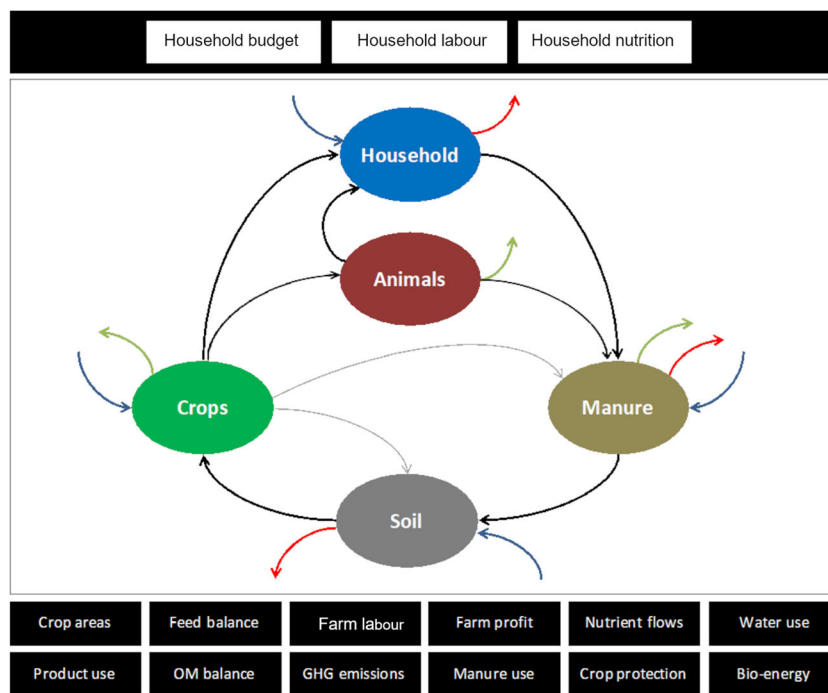 Household budget
Household labour
Household nutrition
Household
Animals
Crops
Manure
Soil
Crop areas
Feed balance
Farm labour
Farm profit
Nutrient flows
Water use
Product use
OM balance
GHG emissions
Manure use
Crop protection
Bio-energy